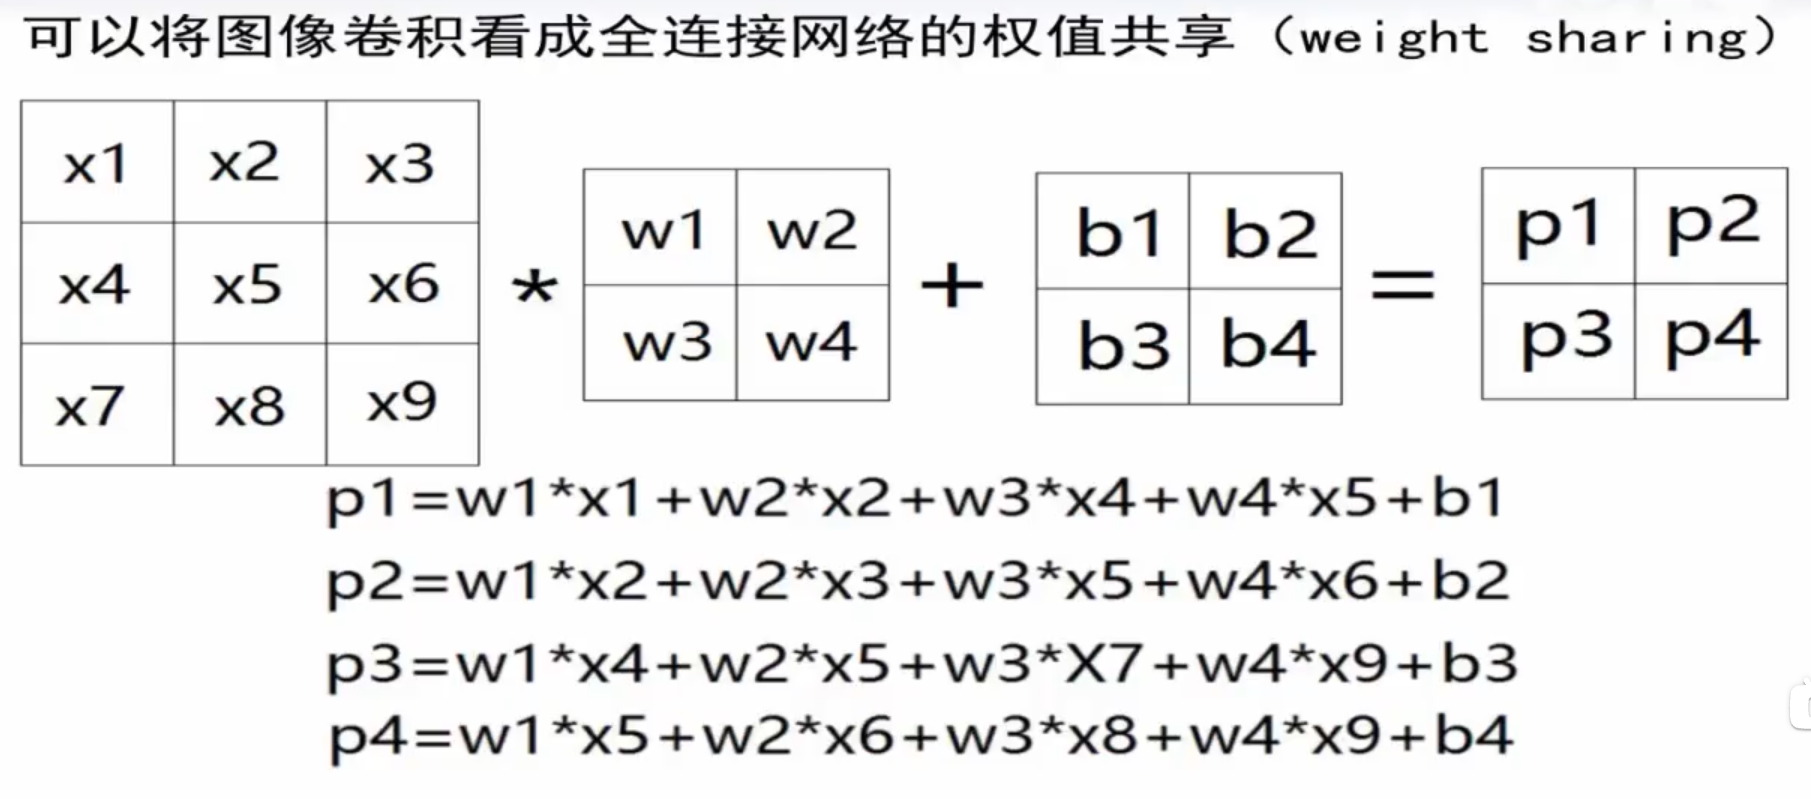 可以将图像卷积看成全连接网络的权值共享（weight sharing）
x1 x2 x3
x4 x5 x6
x7 x8 x9
*
w1 w2
w3 w4
+
b1 b2
b3 b4
=
p1 p2
p3 p4
p1=w1*x1+w2*x2+w3*x4+w4*x5+b1
p2=w1*x2+w2*x3+w3*x5+w4*x6+b2
p3=w1*x4+w2*x5+w3*X7+w4*x9+b3
p4=w1*x5+w2*x6+w3*x8+w4*x9+b4